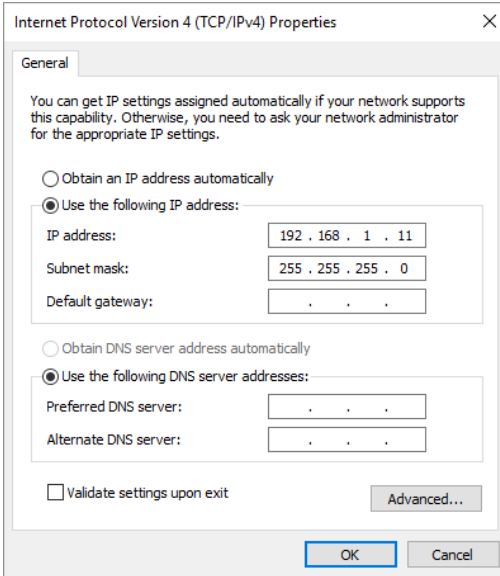 Internet Protocol Version 4 (TCP/IPv4) Properties
General
You can get IP settings assigned automatically if your network supports
this capability. Otherwise, you need to ask your network administrator
for the appropriate IP settings.
Obtain an IP address automatically
Use the following IP address:
IP address: 192 . 168 . 1 . 11
Subnet mask: 255 . 255 . 255 . 0
Default gateway: . . .
Obtain DNS server address automatically
Use the following DNS server addresses:
Preferred DNS server: . . .
Alternate DNS server: . . .
Validate settings upon exit
Advanced...
OK Cancel